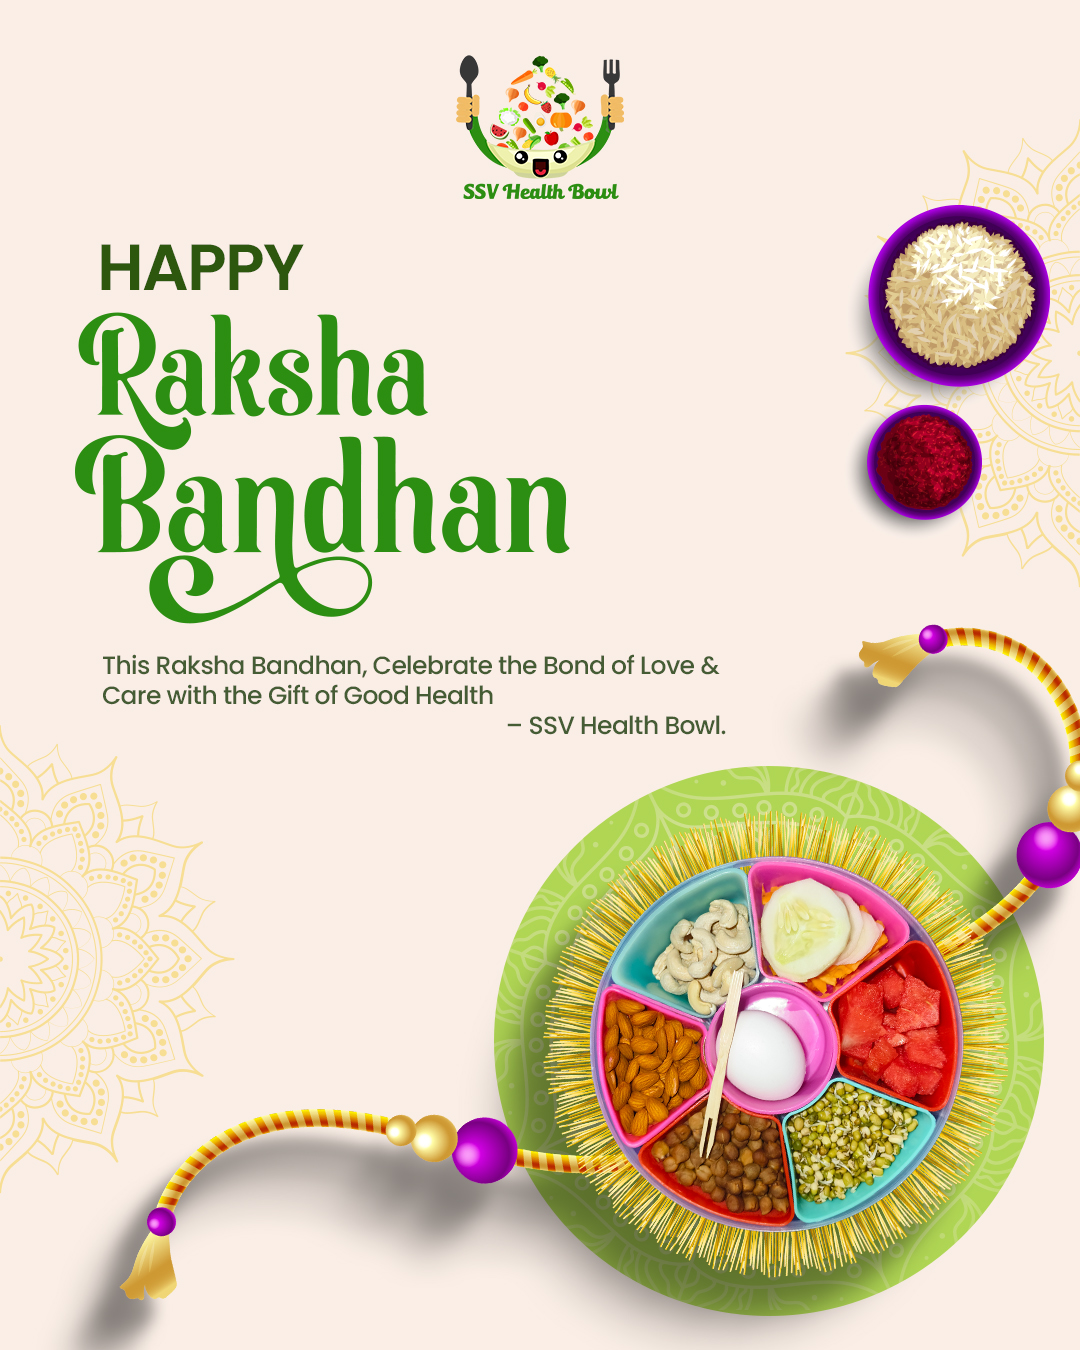 SSV Health Bowl
HAPPY
Raksha
Bandhan
This Raksha Bandhan, Celebrate the Bond of Love &
Care with the Gift of Good Health
– SSV Health Bowl.